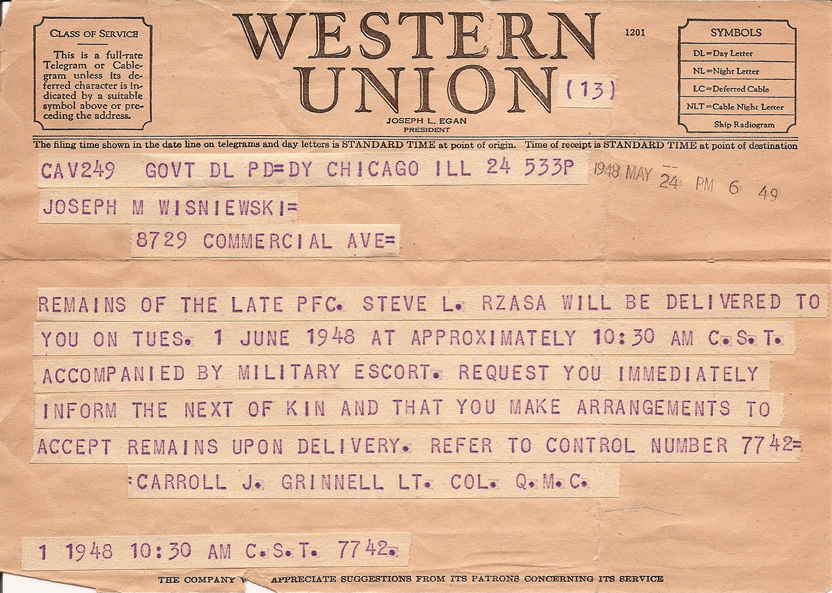 CLASS OF SERVICE
This is a full-rate
Telegram or Cable-
gram unless its de-
ferred character is in-
dicated by a suitable
symbol above or pre-
ceding the address.
WESTERN
UNION
(13)
JOSEPH L. EGAN
PRESIDENT
1201
SYMBOLS
DL=Day Letter
NL=Night Letter
LC=Deferred Cable
NLT=Cable Night Letter
Ship Radiogram
The filing time shown in the date line on telegrams and day letters is STANDARD TIME at point of origin. Time of receipt is STANDARD TIME at point of destination
CAV249 GOVT DL PD=DY CHICAGO ILL 24 533P
1948 MAY 24 PM 6 49
JOSEPH M WISNIEWSKI=
8729 COMMERCIAL AVE=
REMAINS OF THE LATE PFC. STEVE L. RZASA WILL BE DELIVERED TO
YOU ON TUES. 1 JUNE 1948 AT APPROXIMATELY 10:30 AM C.S.T.
ACCOMPANIED BY MILITARY ESCORT. REQUEST YOU IMMEDIATELY
INFORM THE NEXT OF KIN AND THAT YOU MAKE ARRANGEMENTS TO
ACCEPT REMAINS UPON DELIVERY. REFER TO CONTROL NUMBER 7742=
:CARROLL J. GRINNELL LT. COL. Q.M.C.
1 1948 10:30 AM C.S.T. 7742.
THE COMPANY APPRECIATE SUGGESTIONS FROM ITS PATRONS CONCERNING ITS SERVICE